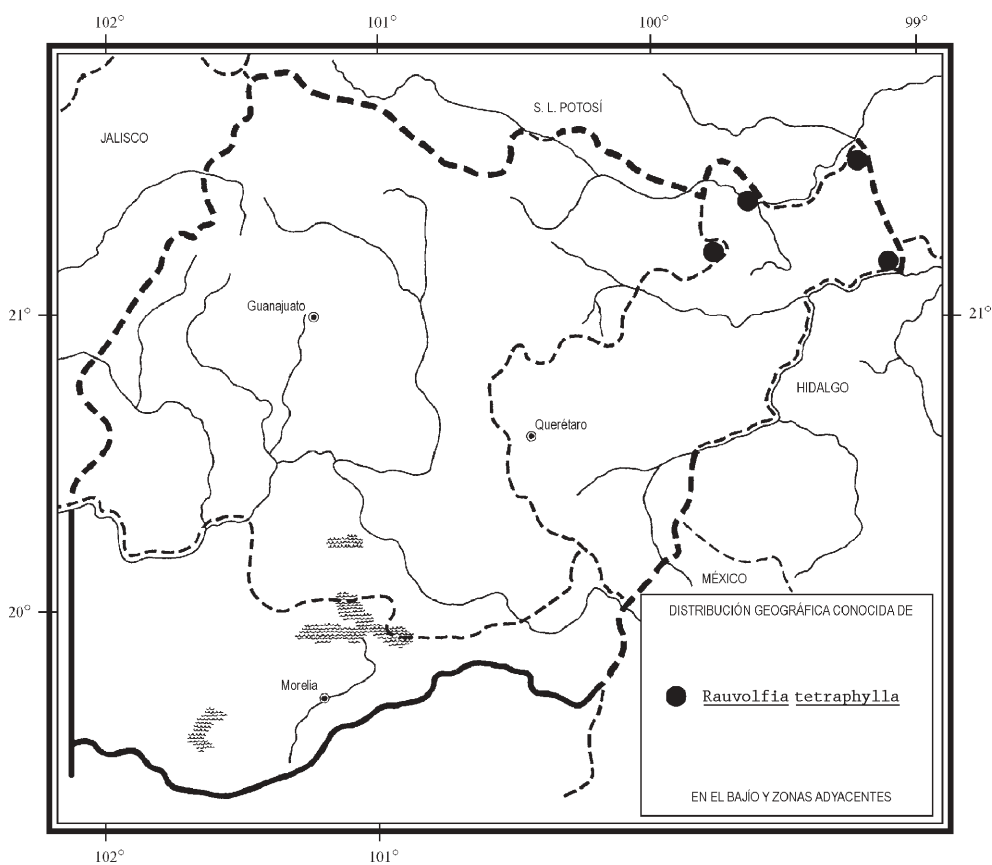 102° 101° 100° 99°
S. L. POTOSÍ
JALISCO
Guanajuato
21° 21°
HIDALGO
Querétaro
MÉXICO
20°
DISTRIBUCIÓN GEOGRÁFICA CONOCIDA DE
Morelia
Rauvolfia tetraphylla
EN EL BAJÍO Y ZONAS ADYACENTES
102° 101°